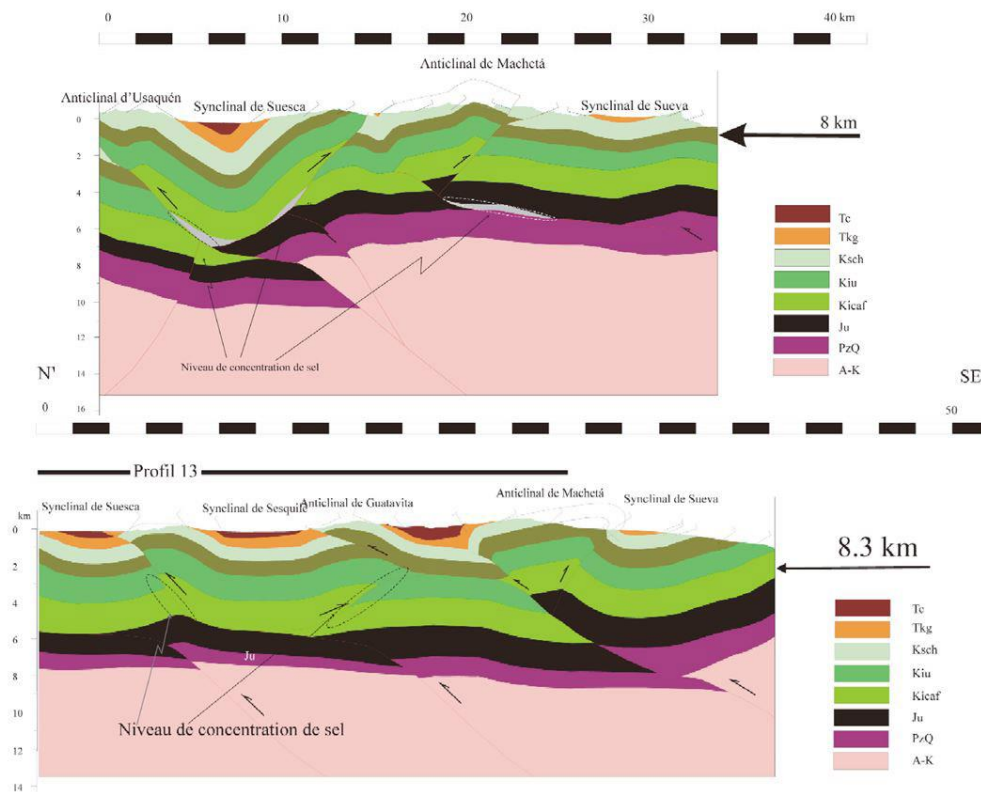 0 10 20 30 40 km
Anticlinal de Machetá
Anticlinal d'Usaquén
Synclinal de Suesca
Synclinal de Sueva
0
2
4
6
8
10
12
14
16
8 km
Tc
Tkg
Ksch
Kiu
Kicaf
Ju
PzQ
A-K
Niveau de concentration de sel
N'
SE
0 50
Profil 13
Synclinal de Suesca
Synclinal de Sesquilé
Anticlinal de Guatavita
Anticlinal de Machetá
Synclinal de Sueva
km
0
2
4
6
8
10
12
14
8.3 km
Ju
Niveau de concentration de sel
Tc
Tkg
Ksch
Kiu
Kicaf
Ju
PzQ
A-K